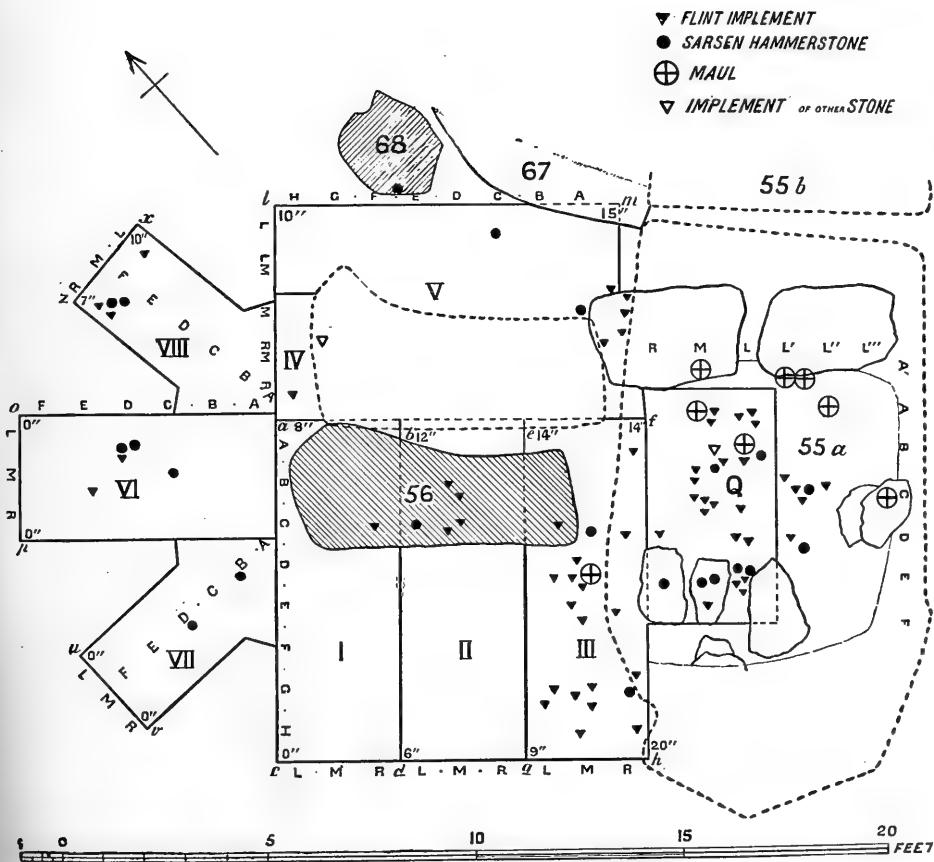 FLINT IMPLEMENT
SARSEN HAMMERSTONE
MAUL
IMPLEMENT OF OTHER STONE
68
67
55 b
l H G · F · E · D · C · B · A m
10" 15"
L LM M RM R A
V
x
10"
N R M · L
7"
F E D C B
VIII
IV
R M L L' L" L'''
A' A B C D E F
o F E D C · B · A
0"
L M R
VI
0"
a 8" b 12" e 14" 14" f
A · B · C · D · E · F · G · H
56
Q
55 a
A B · C · D E F
VII
u 0"
L M R
0" v
I II III
0" 6" 9" 20"
c L · M · R d L · M · R g L M R h
0 5 10 15 20 FEET